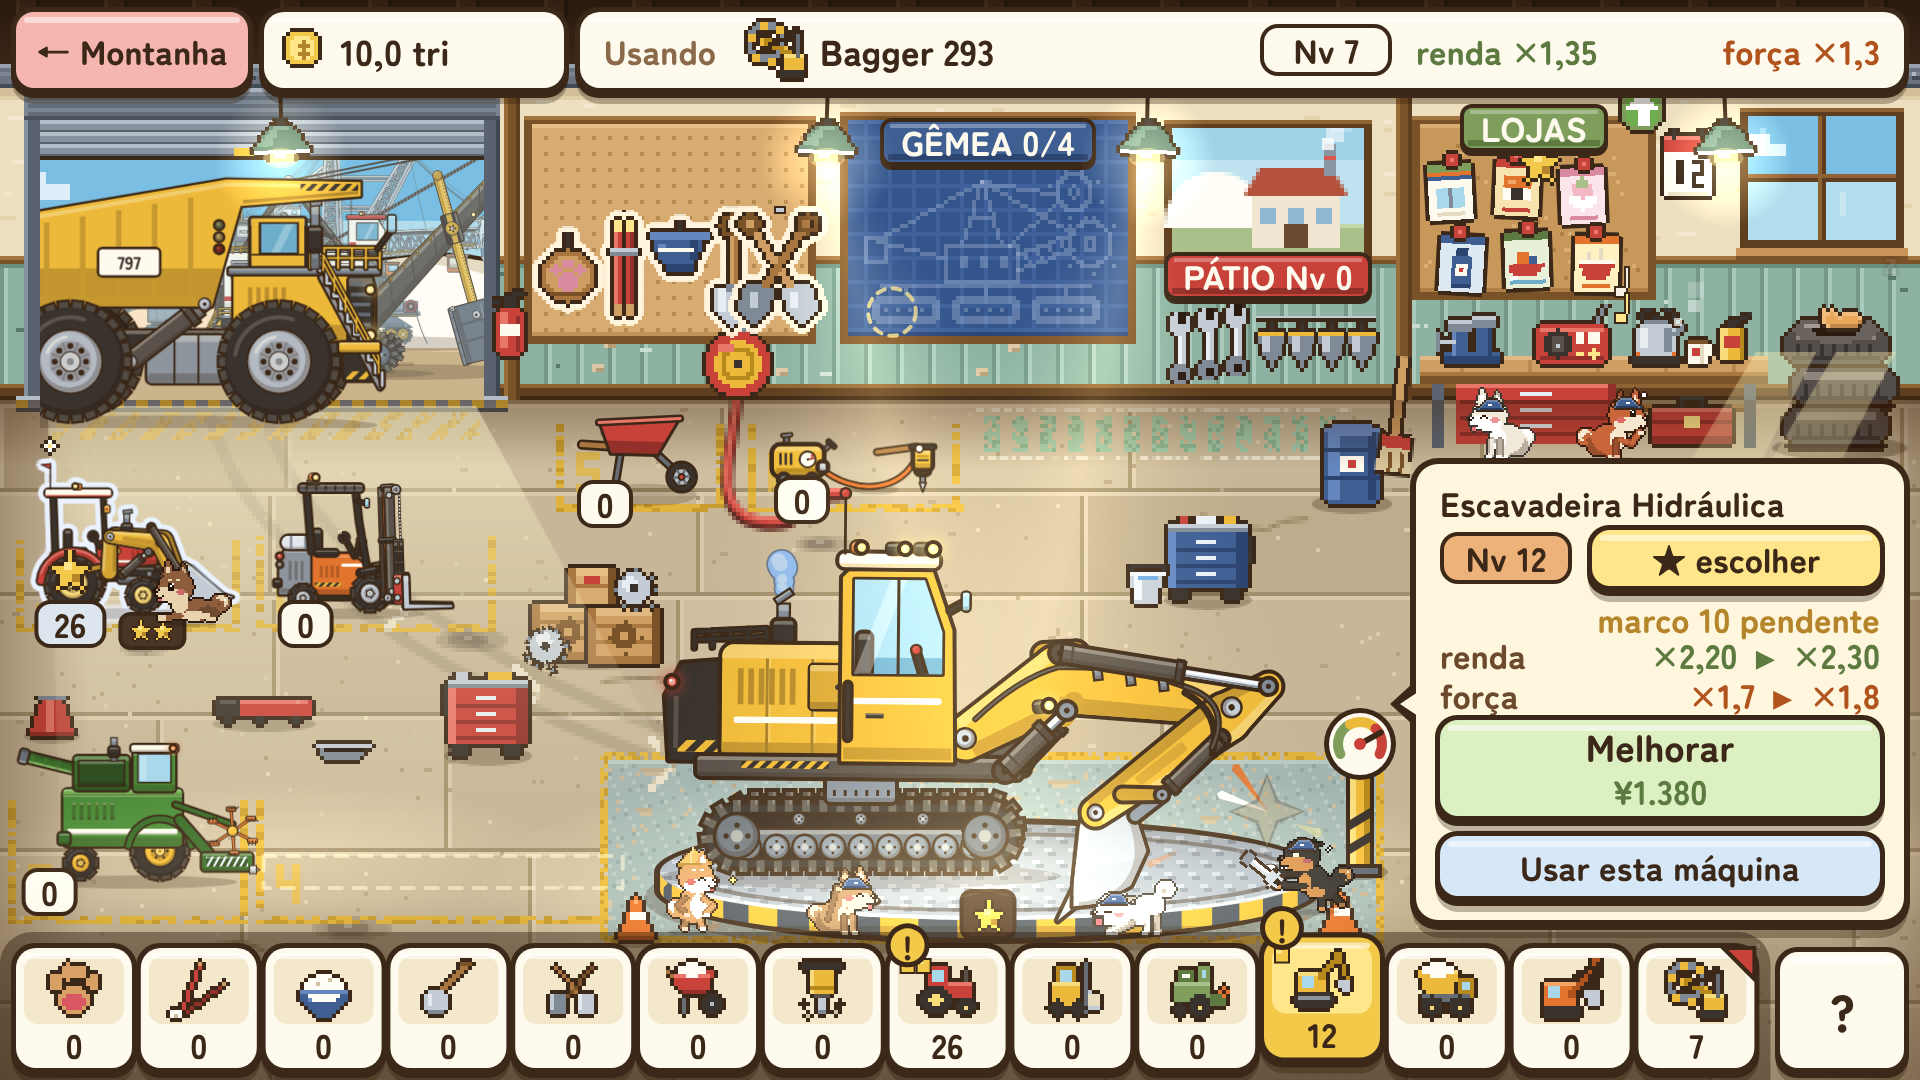 ← Montanha
10,0 tri
Usando
Bagger 293
Nv 7
renda ×1,35
força ×1,3
GÊMEA 0/4
LOJAS
12
797
PÁTIO Nv 0
0
0
26
0
0
4
Escavadeira Hidráulica
Nv 12
★ escolher
marco 10 pendente
renda
×2,20 ► ×2,30
força
×1,7 ► ×1,8
Melhorar
¥1.380
Usar esta máquina
0
0
0
0
0
0
0
!
26
0
0
!
12
0
0
7
?